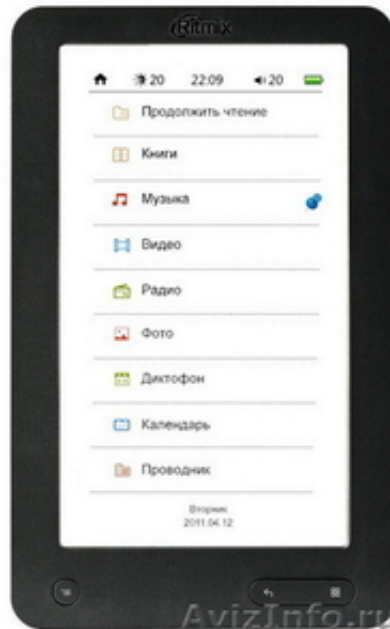 Ritmix
20 22:09 20
Продолжить чтение
Книги
Музыка
Видео
Радио
Фото
Диктофон
Календарь
Проводник
Вторник
2011.04.12
AvizInfo.ru